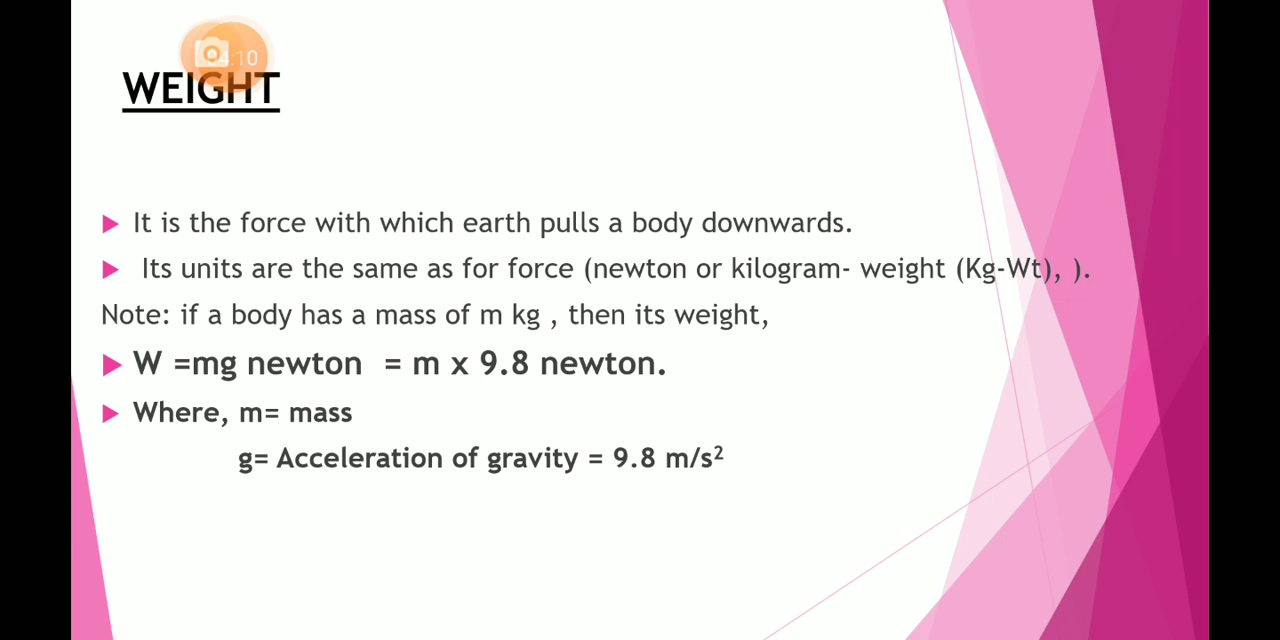 04:10
WEIGHT
It is the force with which earth pulls a body downwards.
Its units are the same as for force (newton or kilogram- weight (Kg-Wt), ).
Note: if a body has a mass of m kg , then its weight,
W =mg newton = m x 9.8 newton.
Where, m= mass
g= Acceleration of gravity = 9.8 m/s²